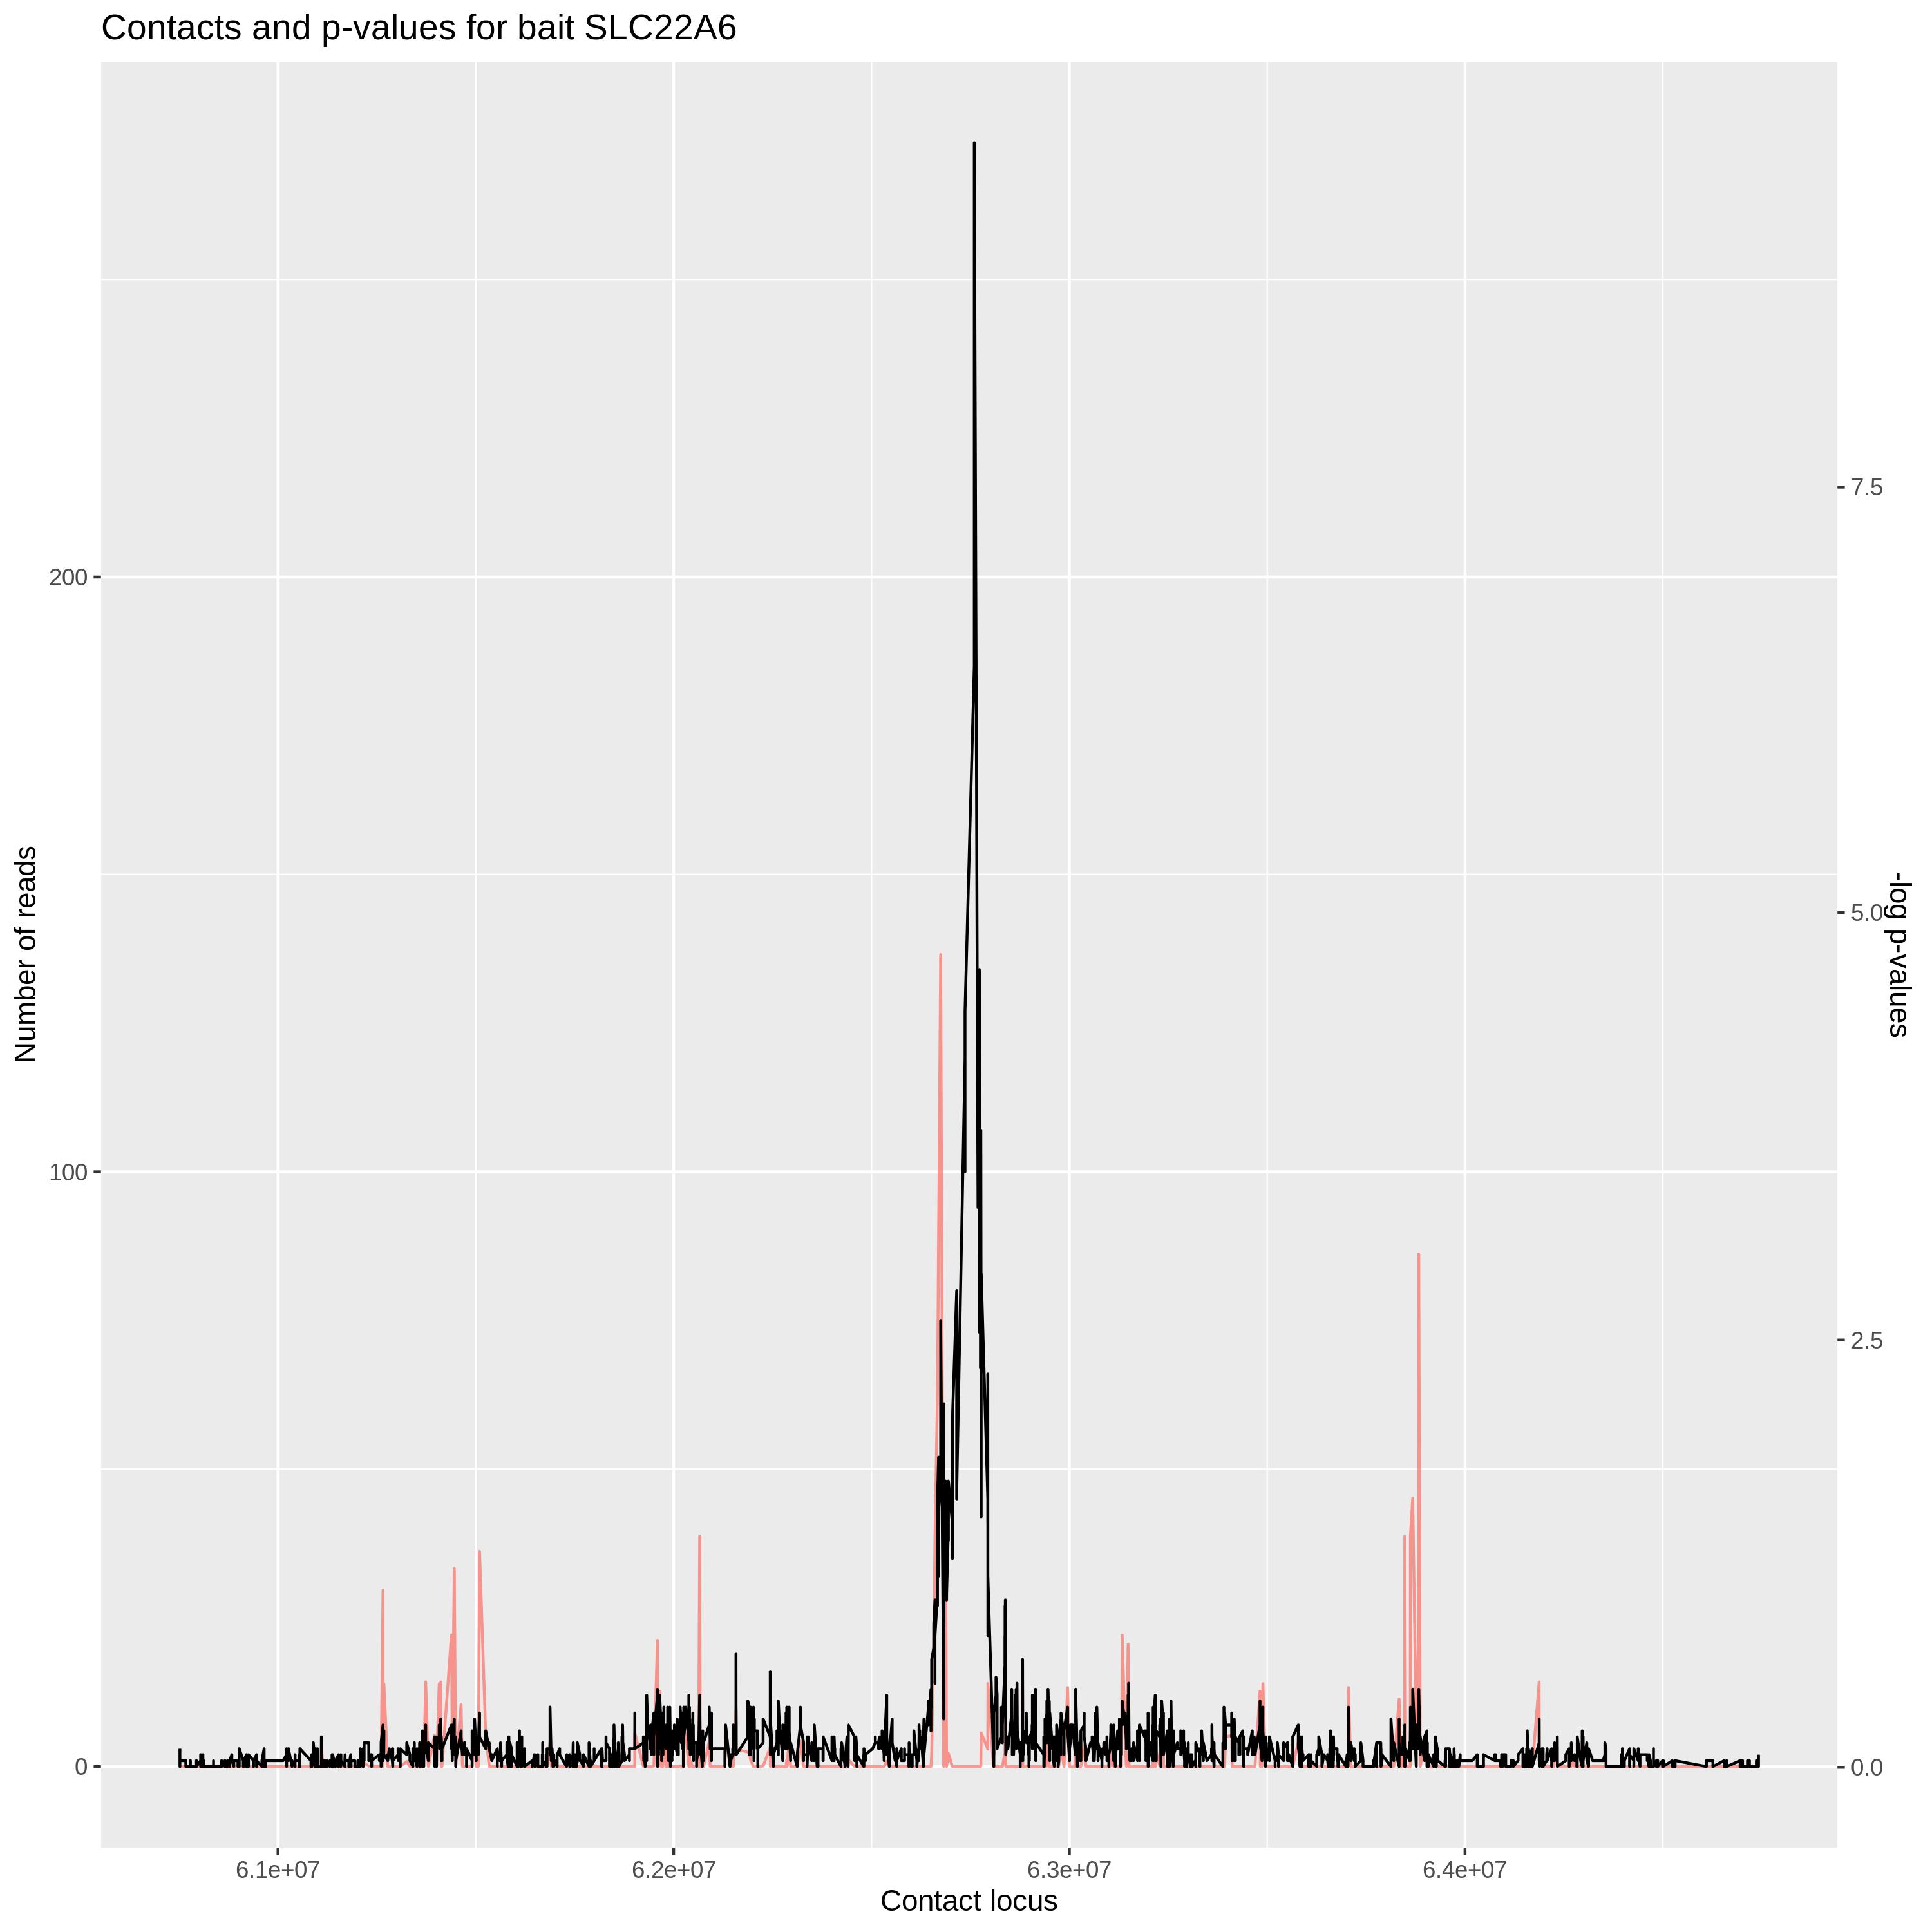 Contacts and p-values for bait SLC22A6
Number of reads
200
100
0
7.5
5.0
2.5
0.0
-log p-values
6.1e+07 6.2e+07 6.3e+07 6.4e+07
Contact locus